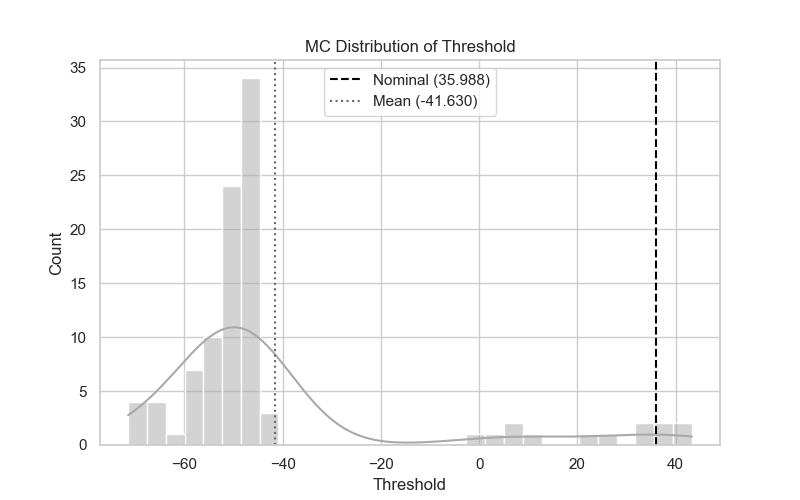 MC Distribution of Threshold
Nominal (35.988)
Mean (-41.630)
35
30
25
20
15
10
5
0
Count
−60
−40
−20
0
20
40
Threshold